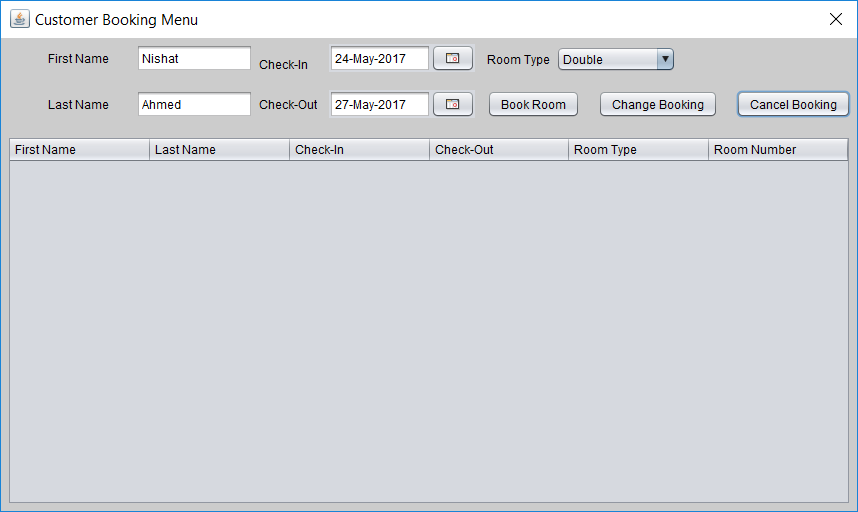 Customer Booking Menu
First Name Nishat Check-In 24-May-2017 Room Type Double
Last Name Ahmed Check-Out 27-May-2017 Book Room Change Booking Cancel Booking
First Name Last Name Check-In Check-Out Room Type Room Number